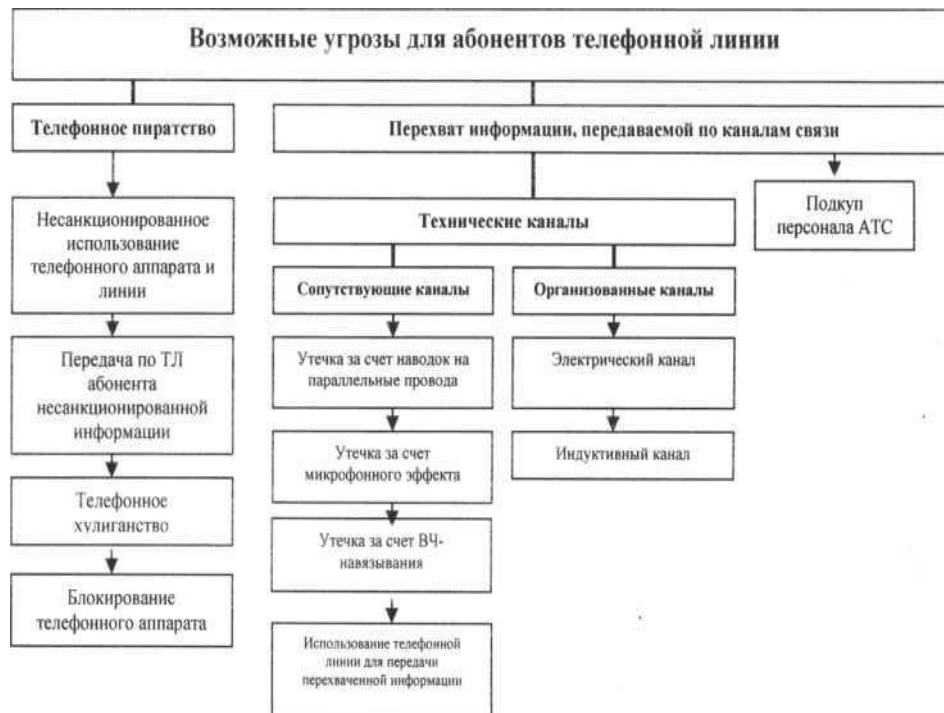 Возможные угрозы для абонентов телефонной линии
Телефонное пиратство
Перехват информации, передаваемой по каналам связи
Несанкционированное
использование
телефонного аппарата и
линии
Передача по ТЛ
абонента
несанкционированной
информации
Телефонное
хулиганство
Блокирование
телефонного аппарата
Технические каналы
Подкуп
персонала АТС
Сопутствующие каналы
Организованные каналы
Утечка за счет наводок на
параллельные провода
Утечка за счет
микрофонного эффекта
Утечка за счет ВЧ-
навязывания
Использование телефонной
линии для передачи
перехваченной информации
Электрический канал
Индуктивный канал